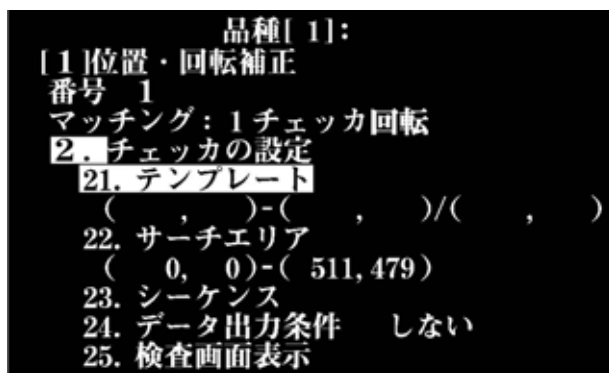 品種[ 1]:
[1]位置・回転補正
番号 1
マッチング: 1チェッカ回転
2. チェッカの設定
21. テンプレート
( , )-( , )/( , )
22. サーチエリア
( 0, 0)-( 511,479)
23. シーケンス
24. データ出力条件 しない
25. 検査画面表示